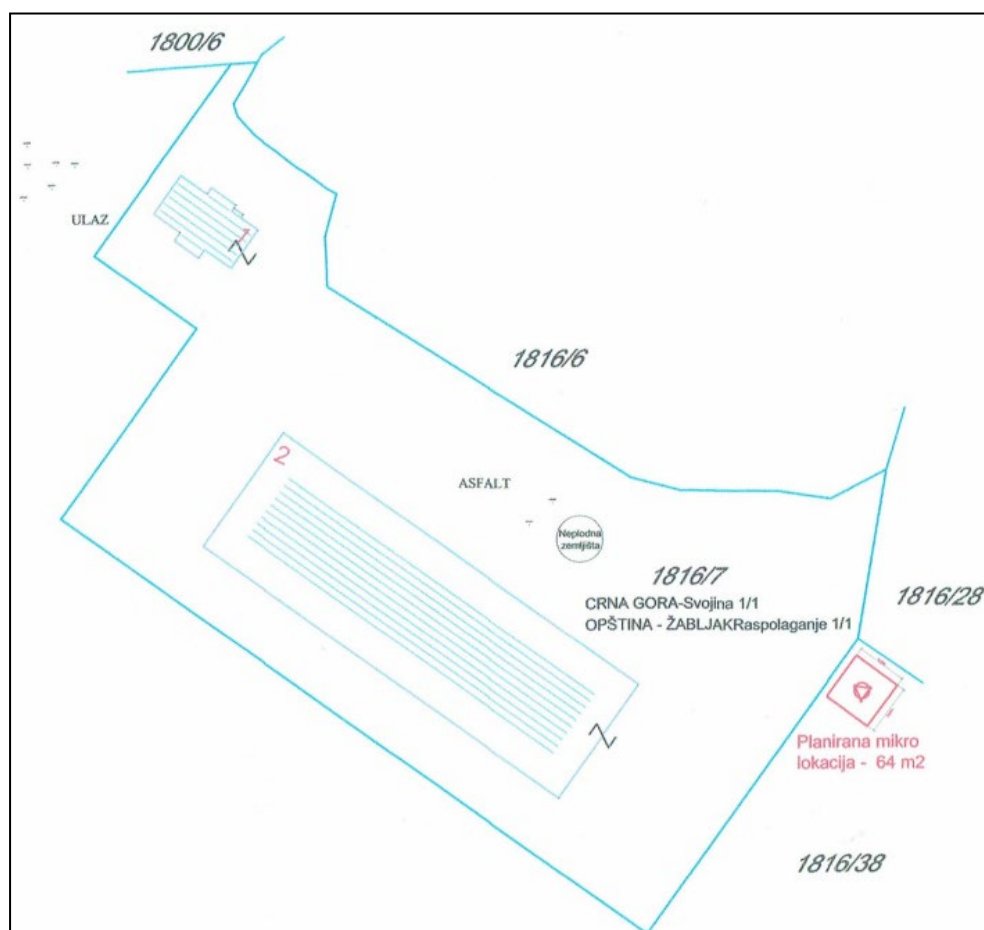 1800/6
ULAZ
1
1816/6
2
ASFALT
Neplodna
zemljišta
1816/7
CRNA GORA-Svojina 1/1
OPŠTINA - ŽABLJAKRaspolaganje 1/1
1816/28
Planirana mikro
lokacija - 64 m2
1816/38